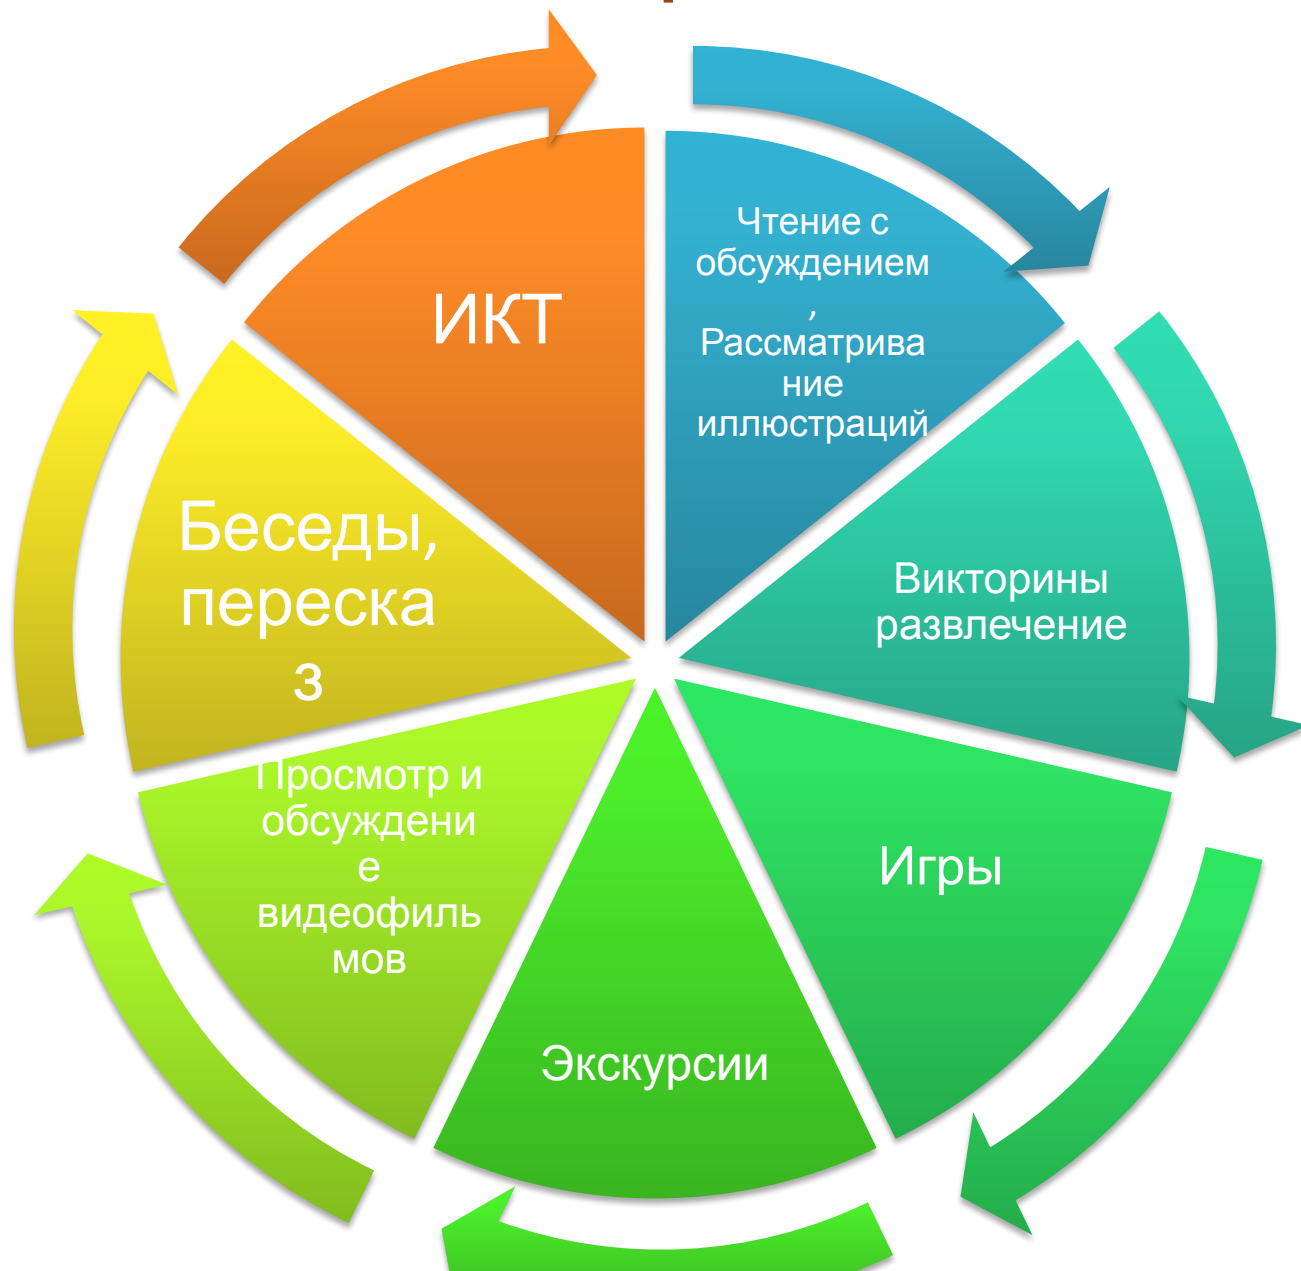 Чтение с
обсуждением
,
Рассматрива
ние
иллюстраций
Викторины
развлечение
Игры
Экскурсии
Просмотр и
обсуждени
е
видеофиль
мов
Беседы,
переска
з
ИКТ